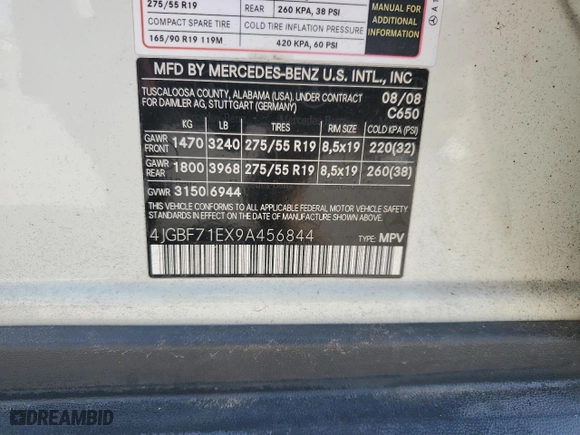 275/55 R19 REAR 260 KPA, 38 PSI
COMPACT SPARE TIRE COLD TIRE INFLATION PRESSURE
165/90 R19 119M 420 KPA, 60 PSI
MANUAL FOR
ADDITIONAL
INFORMATION
MFD BY MERCEDES-BENZ U.S. INTL., INC
TUSCALOOSA COUNTY, ALABAMA (USA), UNDER CONTRACT
FOR DAIMLER AG, STUTTGART (GERMANY)
08/08
C650
KG LB TIRES RIM SIZE COLD KPA (PSI)
GAWR
FRONT 1470 3240 275/55 R19 8,5x19 220(32)
GAWR
REAR 1800 3968 275/55 R19 8,5x19 260(38)
GVWR 3150 6944
THIS VEHICLE CONFORMS TO ALL APPLICABLE FEDERAL MOTOR VEHICLE
SAFETY STANDARDS IN EFFECT ON THE DATE OF MANUFACTURE SHOWN ABOVE.
4JGBF71EX9A456844 TYPE: MPV
DREAMBID